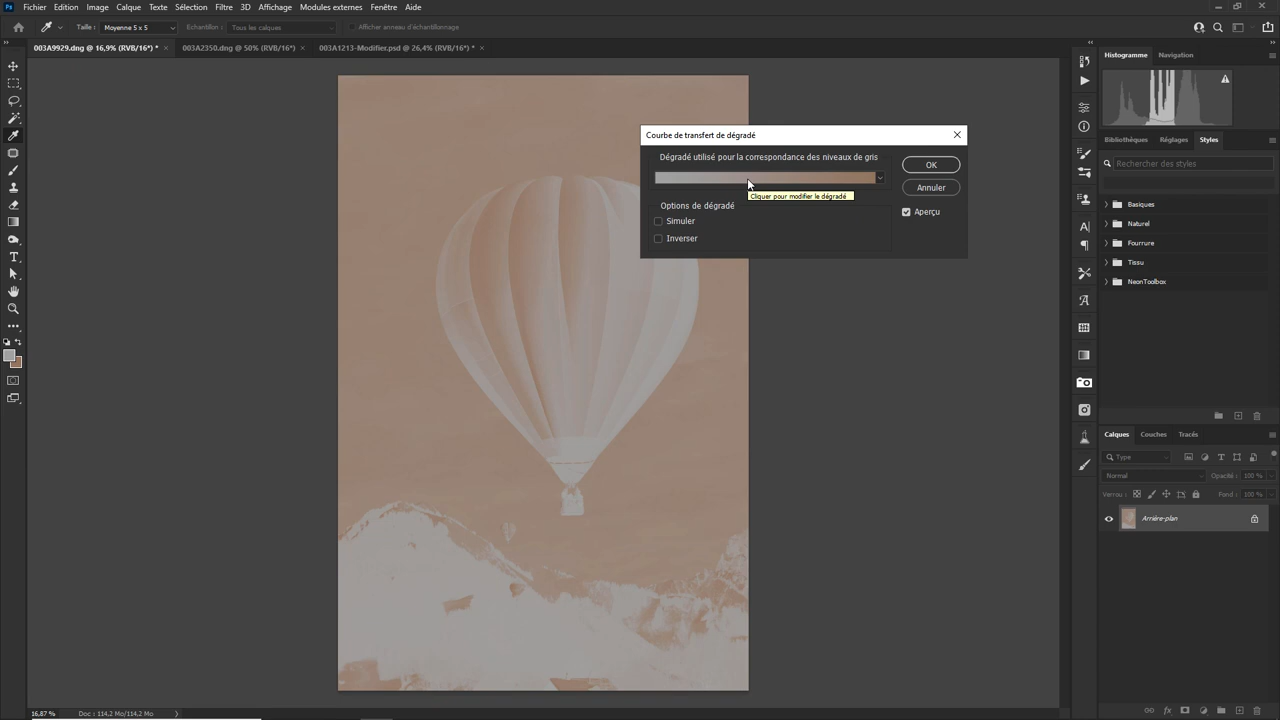 Ps Fichier Edition Image Calque Texte Sélection Filtre 3D Affichage Modules externes Fenêtre Aide
Taille : Moyenne 5 x 5 Echantillon : Tous les calques Afficher anneau d'échantillonnage
003A9929.dng @ 16,9% (RVB/16*) * 003A2350.dng @ 50% (RVB/16*) 003A1213-Modifier.psd @ 26,4% (RVB/16*) *
Histogramme Navigation
Courbe de transfert de dégradé
Dégradé utilisé pour la correspondance des niveaux de gris
OK
Cliquer pour modifier le dégradé
Annuler
Options de dégradé
Aperçu
Simuler
Inverser
Bibliothèques Réglages Styles
Rechercher des styles
Basiques
Naturel
Fourrure
Tissu
NeonToolbox
Calques Couches Tracés
Type
Normal Opacité : 100 %
Verrou : Fond : 100 %
Arrière-plan
16,87 % Doc : 114,2 Mo/114,2 Mo